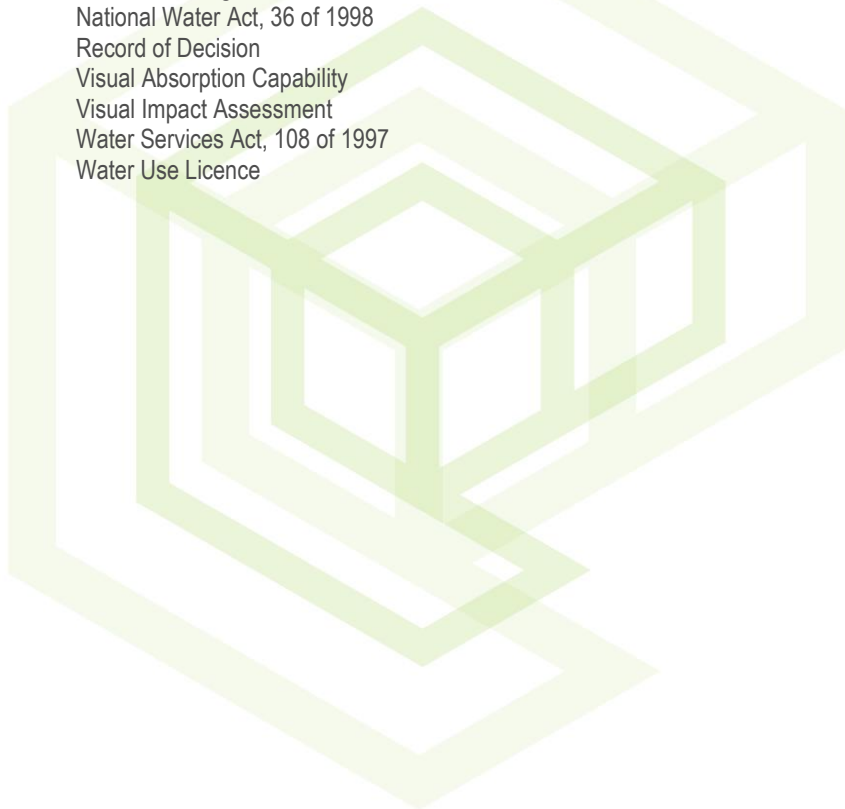 National Water Act, 36 of 1998
Record of Decision
Visual Absorption Capability
Visual Impact Assessment
Water Services Act, 108 of 1997
Water Use Licence